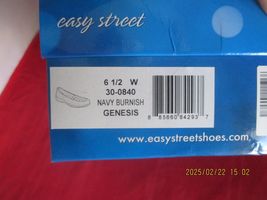 easy street
6 1/2 W
30-0840
NAVY BURNISH
GENESIS
8 85660 84293 7
www.easystreetshoes.com
2025/02/22 15:02